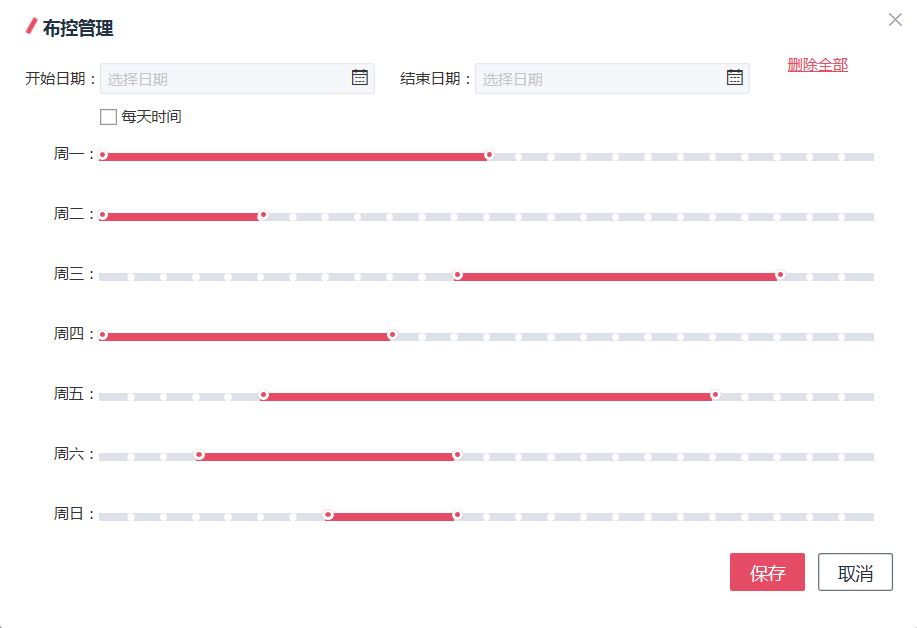 布控管理
开始日期： 选择日期 结束日期： 选择日期 删除全部
每天时间
周一：
周二：
周三：
周四：
周五：
周六：
周日：
保存 取消